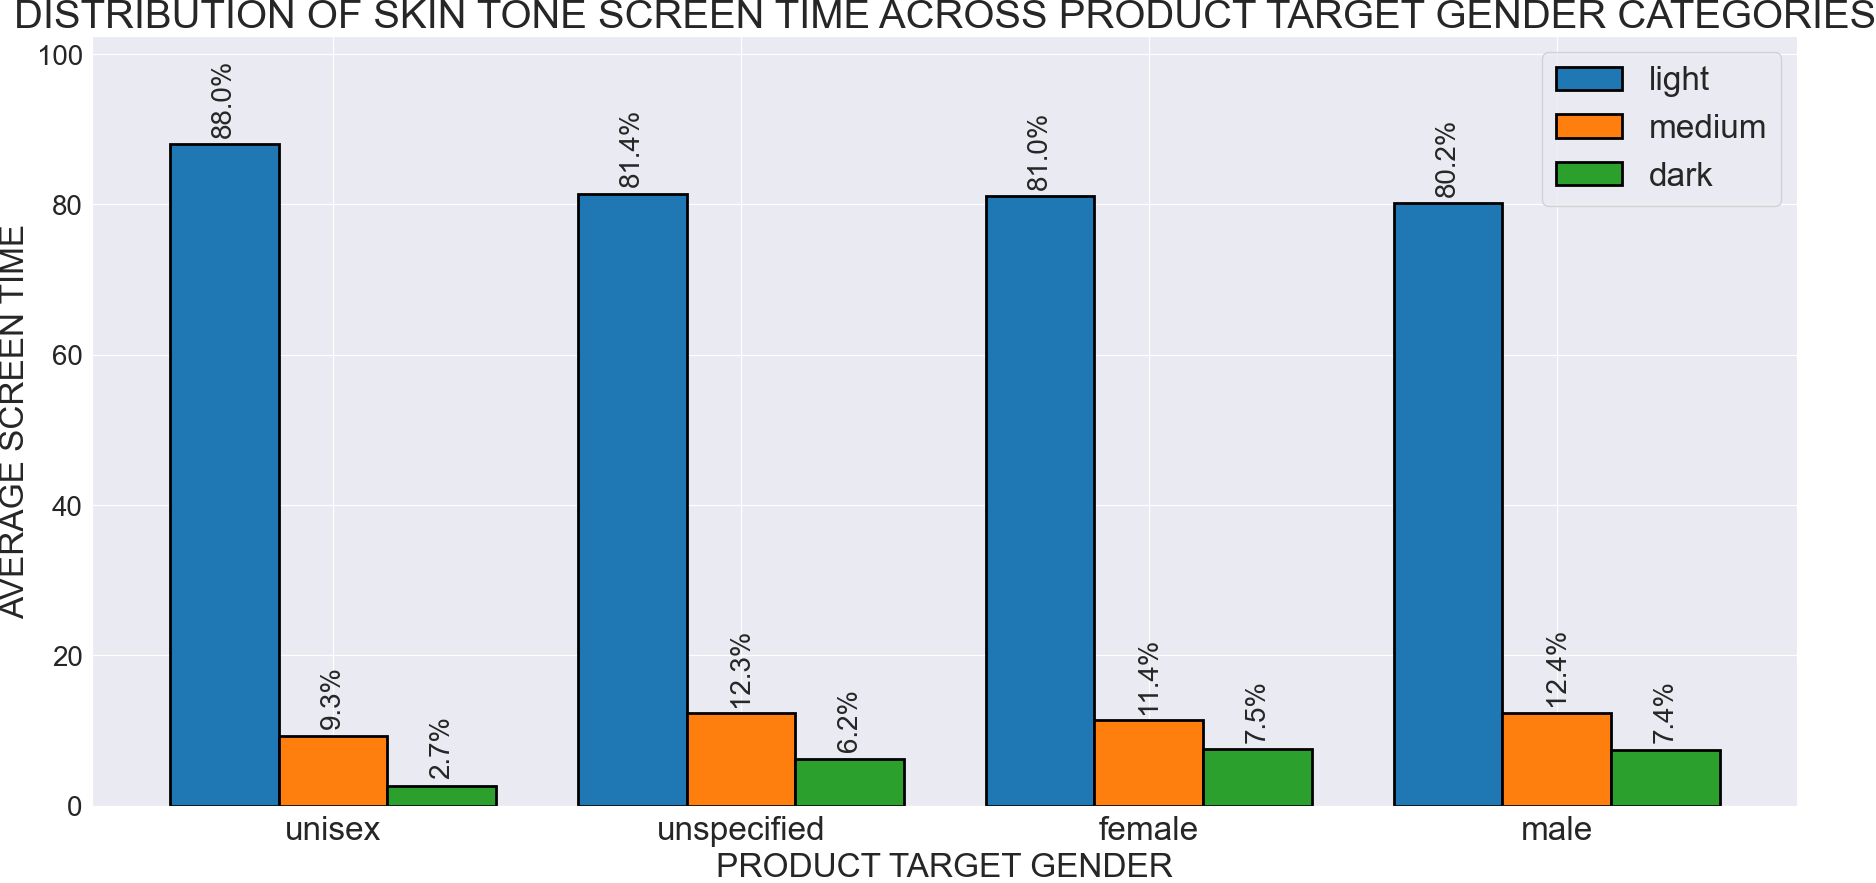 DISTRIBUTION OF SKIN TONE SCREEN TIME ACROSS PRODUCT TARGET GENDER CATEGORIES
AVERAGE SCREEN TIME
100
80
60
40
20
0
light
medium
dark
88.0%
9.3%
2.7%
81.4%
12.3%
6.2%
81.0%
11.4%
7.5%
80.2%
12.4%
7.4%
unisex
unspecified
female
male
PRODUCT TARGET GENDER